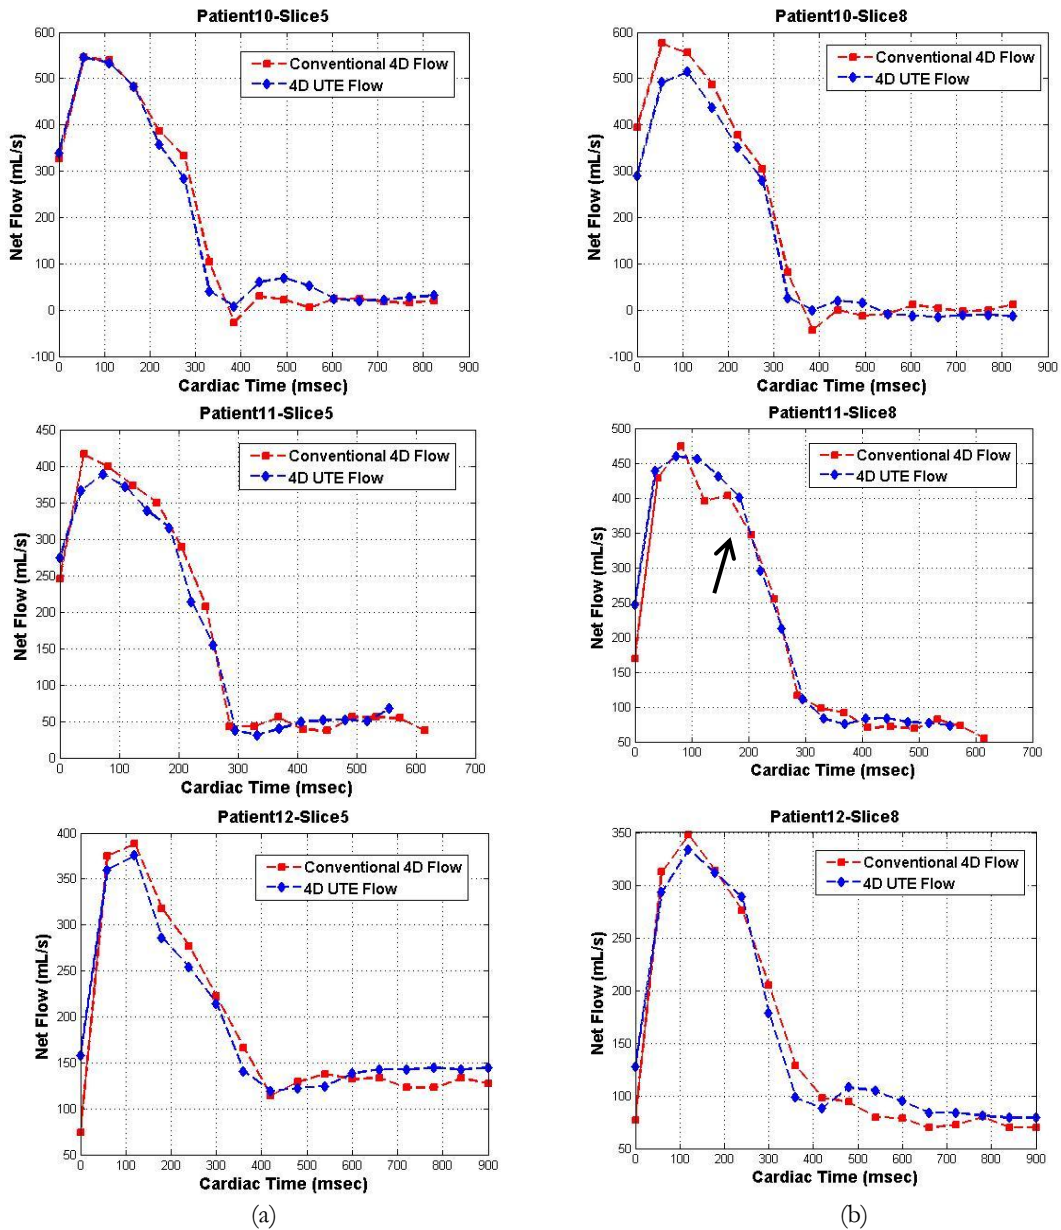 Patient10-Slice5
600
500
400
300
200
100
0
-100
Net Flow (mL/s)
Conventional 4D Flow
4D UTE Flow
0 100 200 300 400 500 600 700 800 900
Cardiac Time (msec)
Patient10-Slice8
600
500
400
300
200
100
0
-100
Net Flow (mL/s)
Conventional 4D Flow
4D UTE Flow
0 100 200 300 400 500 600 700 800 900
Cardiac Time (msec)
Patient11-Slice5
450
400
350
300
250
200
150
100
50
0
Net Flow (mL/s)
Conventional 4D Flow
4D UTE Flow
0 100 200 300 400 500 600 700
Cardiac Time (msec)
Patient11-Slice8
500
450
400
350
300
250
200
150
100
50
Net Flow (mL/s)
Conventional 4D Flow
4D UTE Flow
0 100 200 300 400 500 600 700
Cardiac Time (msec)
Patient12-Slice5
400
350
300
250
200
150
100
50
Net Flow (mL/s)
Conventional 4D Flow
4D UTE Flow
0 100 200 300 400 500 600 700 800 900
Cardiac Time (msec)
Patient12-Slice8
350
300
250
200
150
100
50
Net Flow (mL/s)
Conventional 4D Flow
4D UTE Flow
0 100 200 300 400 500 600 700 800 900
Cardiac Time (msec)
(a)
(b)